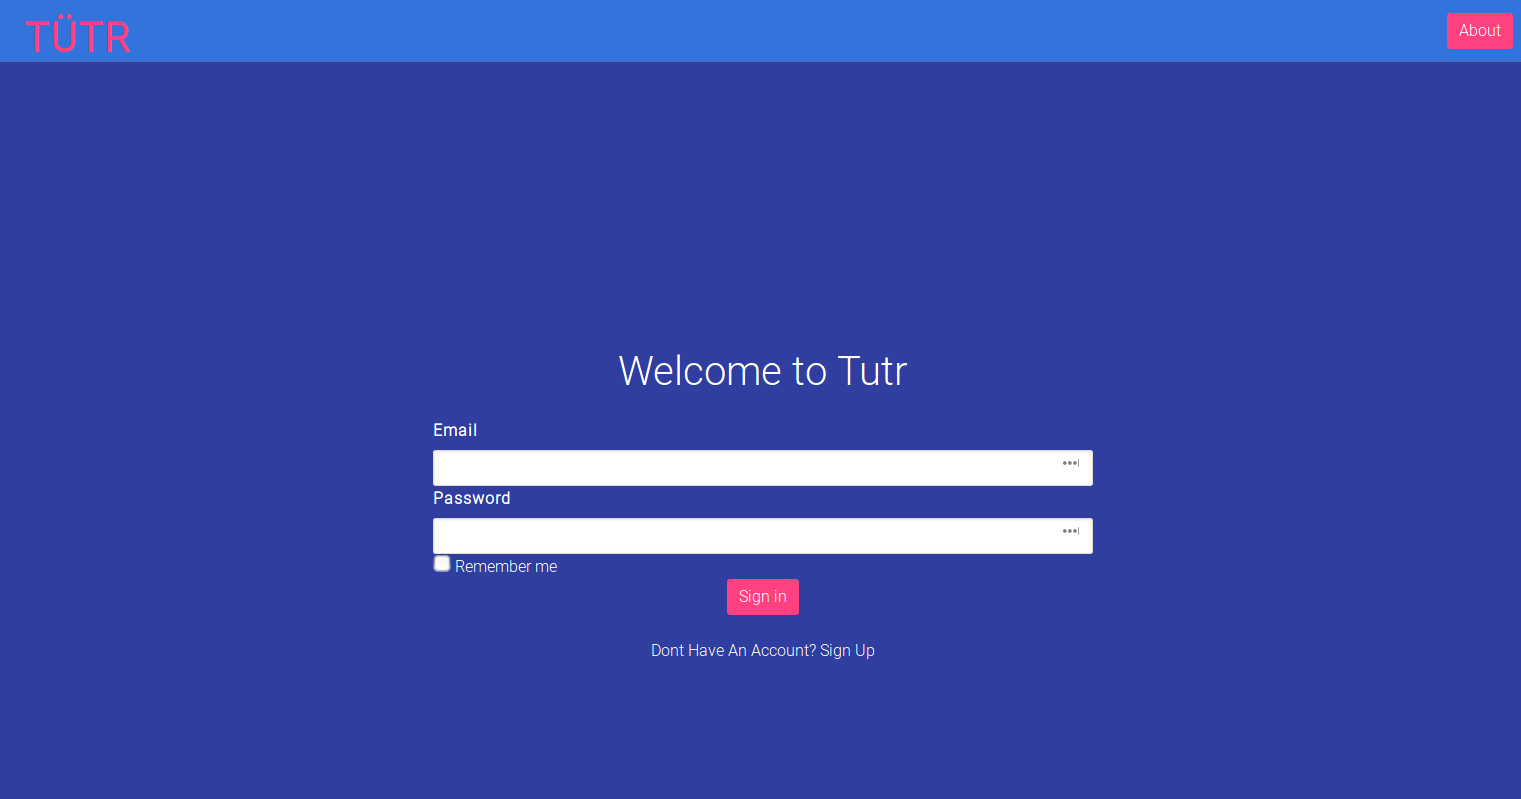 TÜTR
About
Welcome to Tutr
Email
Password
Remember me
Sign in
Dont Have An Account? Sign Up